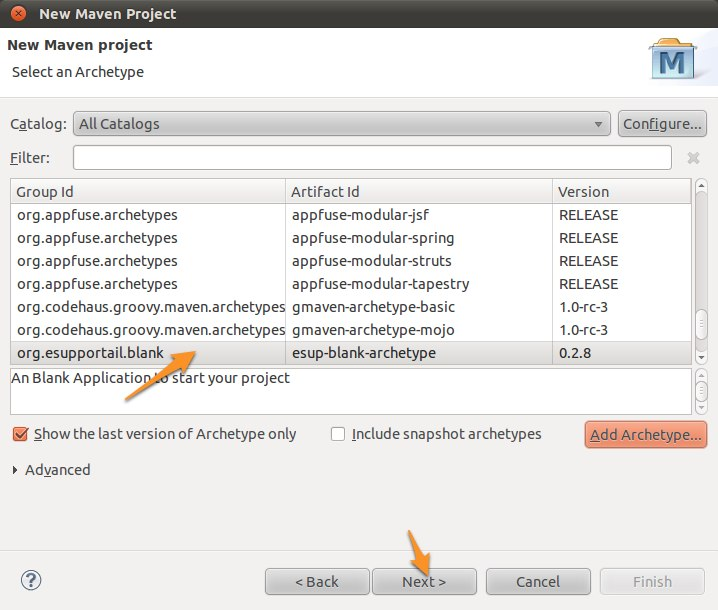 New Maven Project
New Maven project
Select an Archetype
M
Catalog: All Catalogs Configure...
Filter:
Group Id Artifact Id Version
org.appfuse.archetypes appfuse-modular-jsf RELEASE
org.appfuse.archetypes appfuse-modular-spring RELEASE
org.appfuse.archetypes appfuse-modular-struts RELEASE
org.appfuse.archetypes appfuse-modular-tapestry RELEASE
org.codehaus.groovy.maven.archetypes gmaven-archetype-basic 1.0-rc-3
org.codehaus.groovy.maven.archetypes gmaven-archetype-mojo 1.0-rc-3
org.esupportail.blank esup-blank-archetype 0.2.8
An Blank Application to start your project
Show the last version of Archetype only Include snapshot archetypes Add Archetype...
Advanced
? < Back Next > Cancel Finish